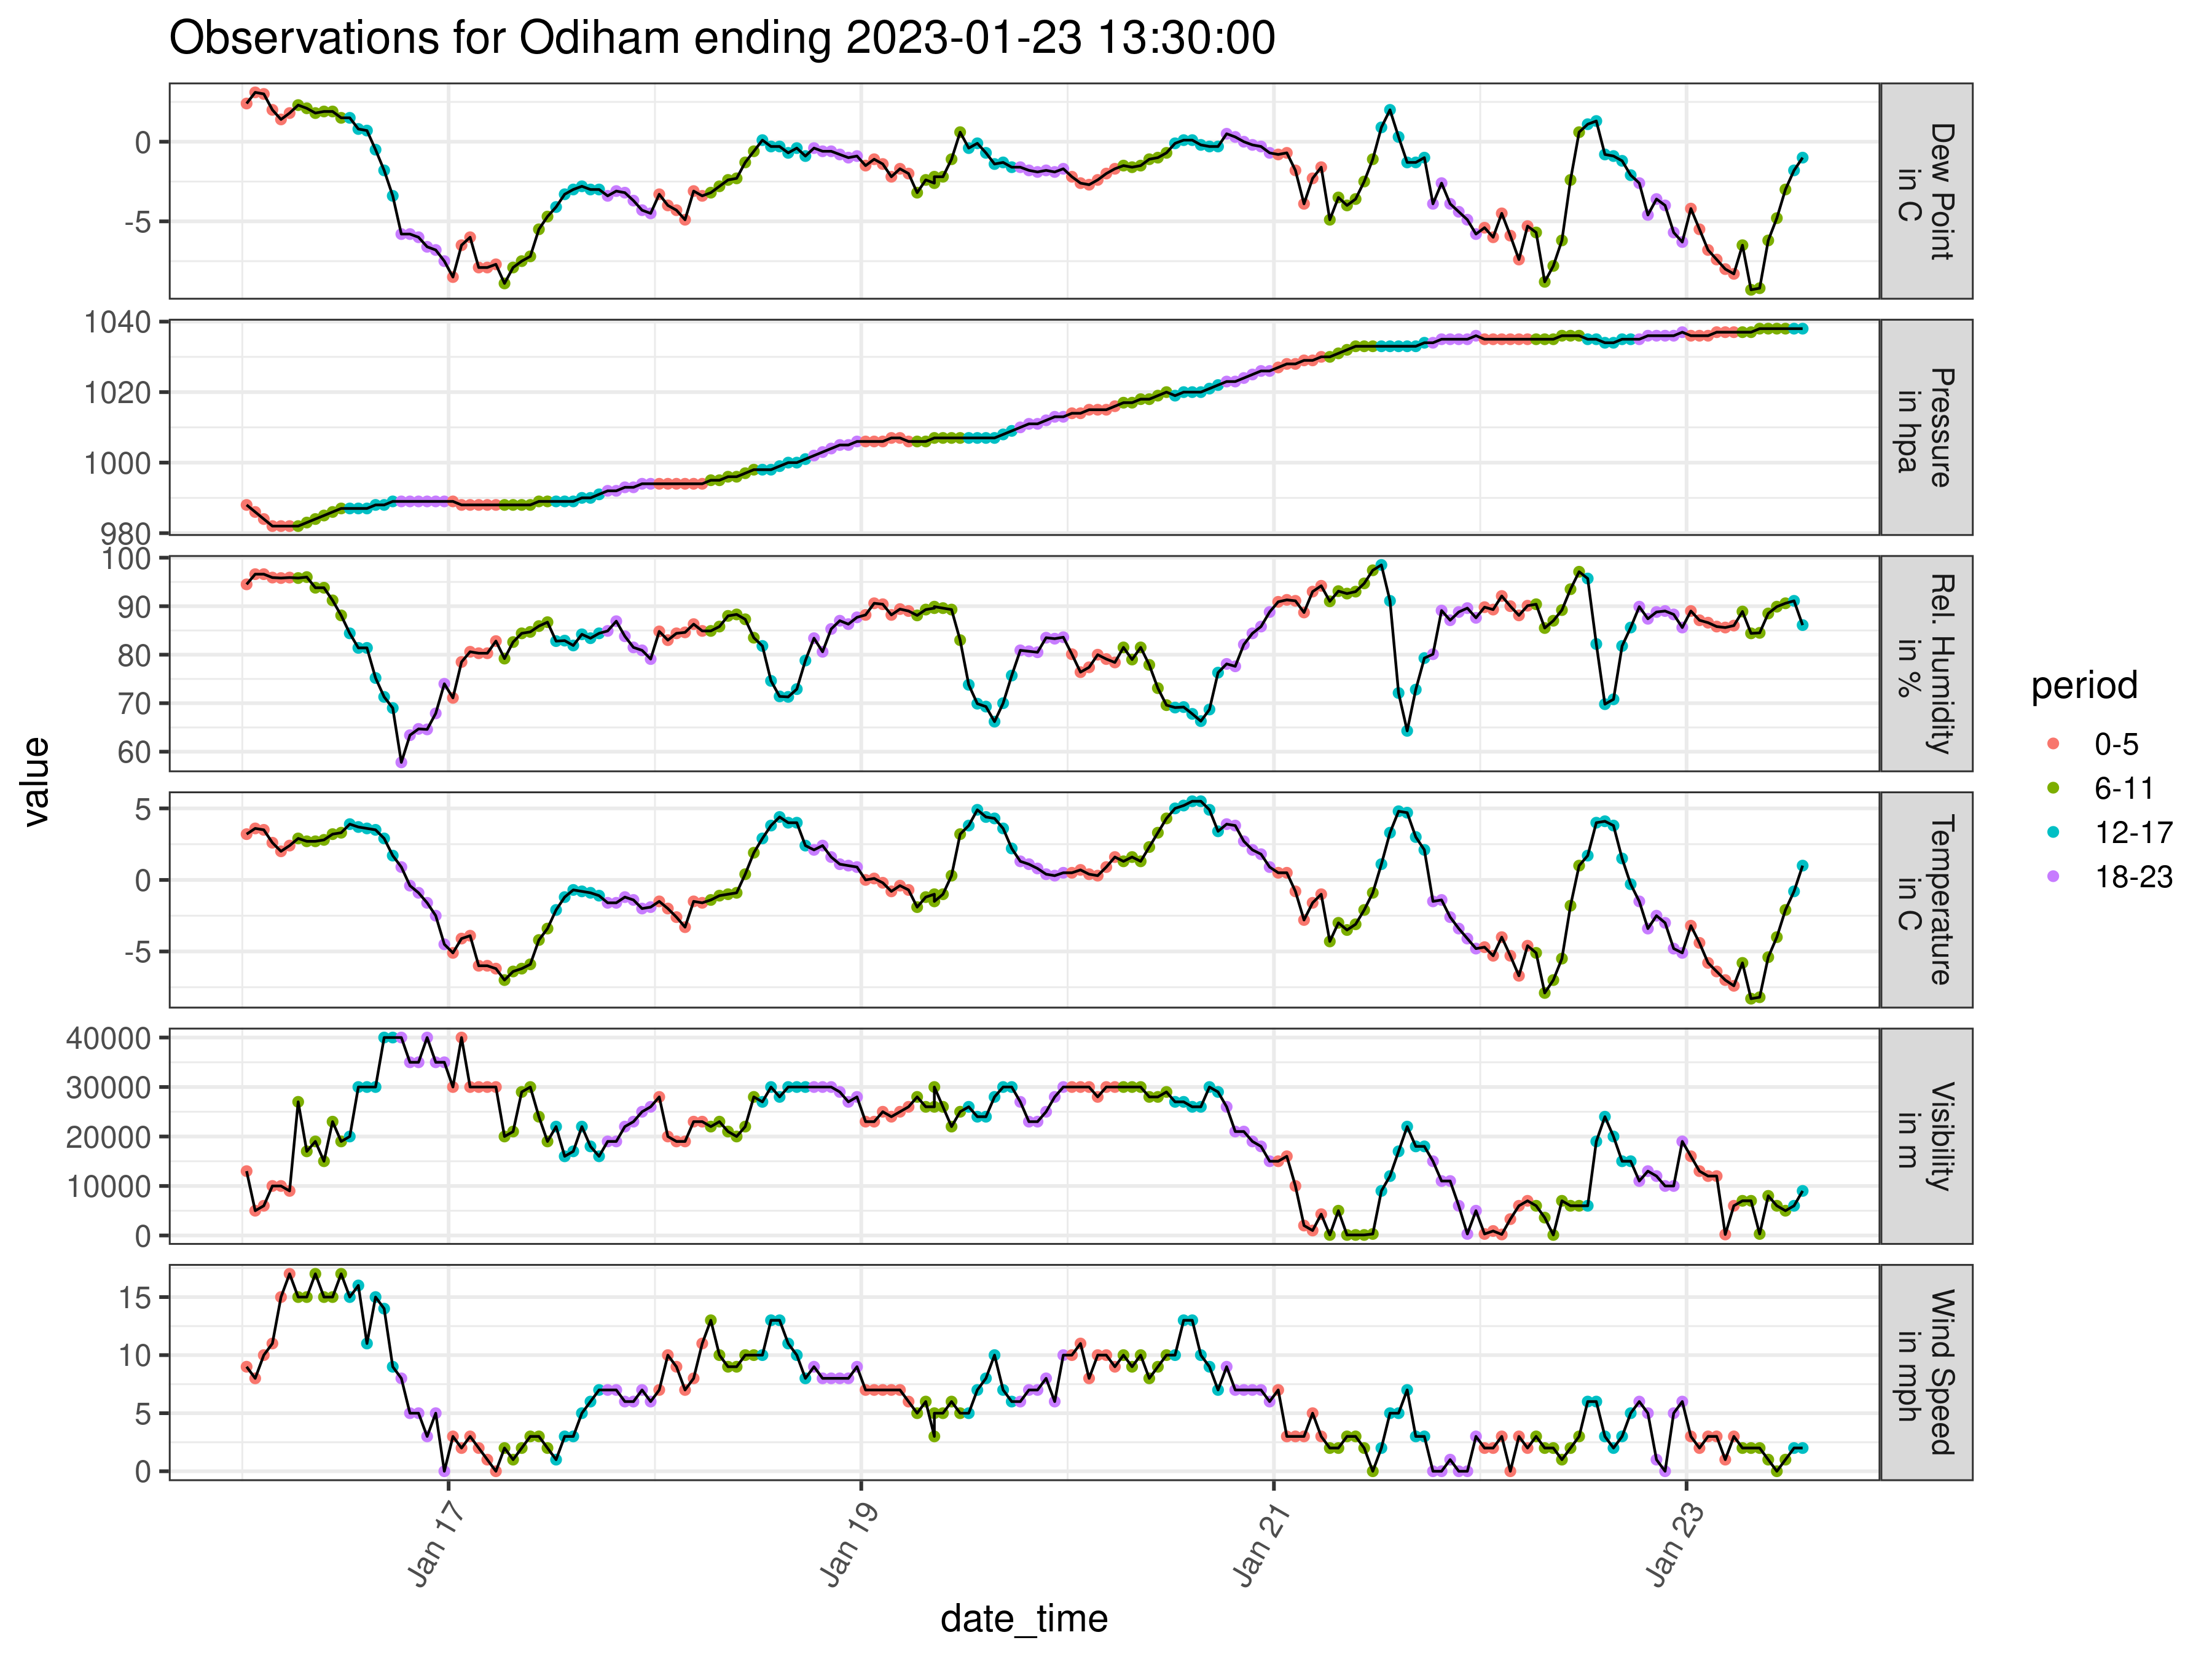 Observations for Odiham ending 2023-01-23 13:30:00
value
0
-5
Dew Point
in C
1040
1020
1000
980
Pressure
in hpa
100
90
80
70
60
Rel. Humidity
in %
5
0
-5
Temperature
in C
40000
30000
20000
10000
0
Visibility
in m
15
10
5
0
Wind Speed
in mph
Jan 17
Jan 19
Jan 21
Jan 23
date_time
period
0-5
6-11
12-17
18-23